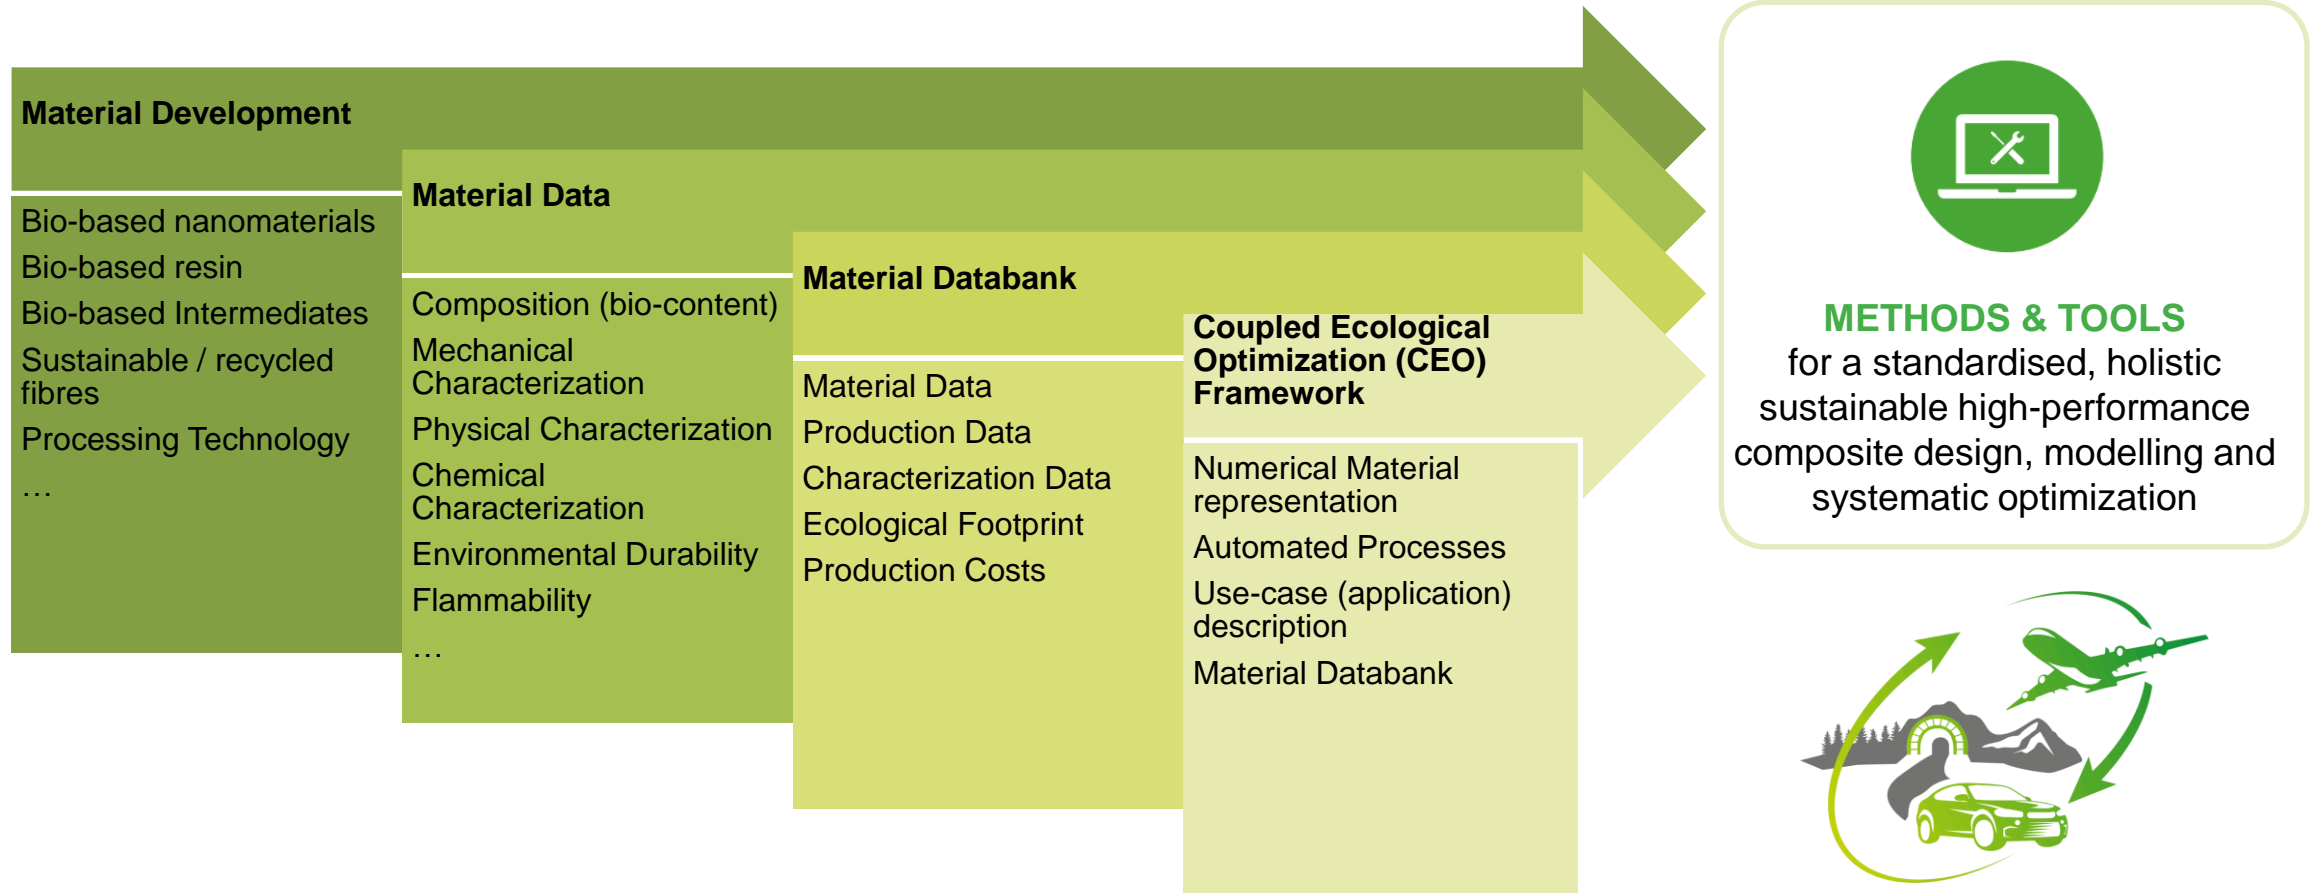 Material Development
Bio-based nanomaterials
Bio-based resin
Bio-based Intermediates
Sustainable / recycled
fibres
Processing Technology
…
Material Data
Composition (bio-content)
Mechanical
Characterization
Physical Characterization
Chemical
Characterization
Environmental Durability
Flammability
…
Material Databank
Material Data
Production Data
Characterization Data
Ecological Footprint
Production Costs
Coupled Ecological
Optimization (CEO)
Framework
Numerical Material
representation
Automated Processes
Use-case (application)
description
Material Databank
METHODS & TOOLS
for a standardised, holistic
sustainable high-performance
composite design, modelling and
systematic optimization